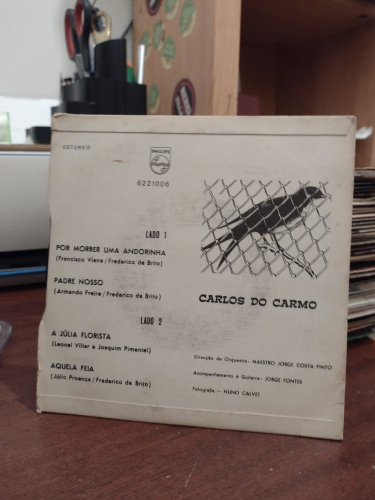 ESTEREO
PHILIPS
6221006
LADO 1
POR MORRER UMA ANDORINHA
(Francisco Viana / Frederico de Brito)
PADRE NOSSO
(Armando Freire / Frederico de Brito)
LADO 2
A JÚLIA FLORISTA
(Leonel Villar e Joaquim Pimentel)
AQUELA FEIA
(Júlio Proença / Frederico de Brito)
CARLOS DO CARMO
Direcção de Orquestra: MAESTRO JORGE COSTA PINTO
Acompanhamento à Guitarra: JORGE FONTES
Fotografia — NUNO CALVET